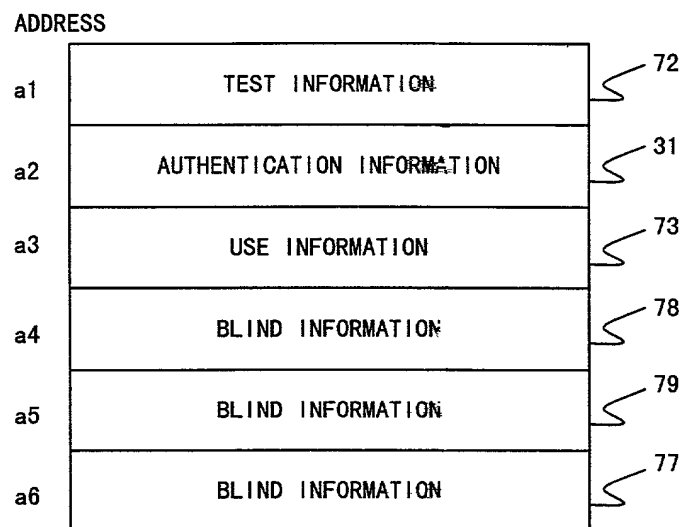 ADDRESS
a1 TEST INFORMATION 72
a2 AUTHENTICATION INFORMATION 31
a3 USE INFORMATION 73
a4 BLIND INFORMATION 78
a5 BLIND INFORMATION 79
a6 BLIND INFORMATION 77